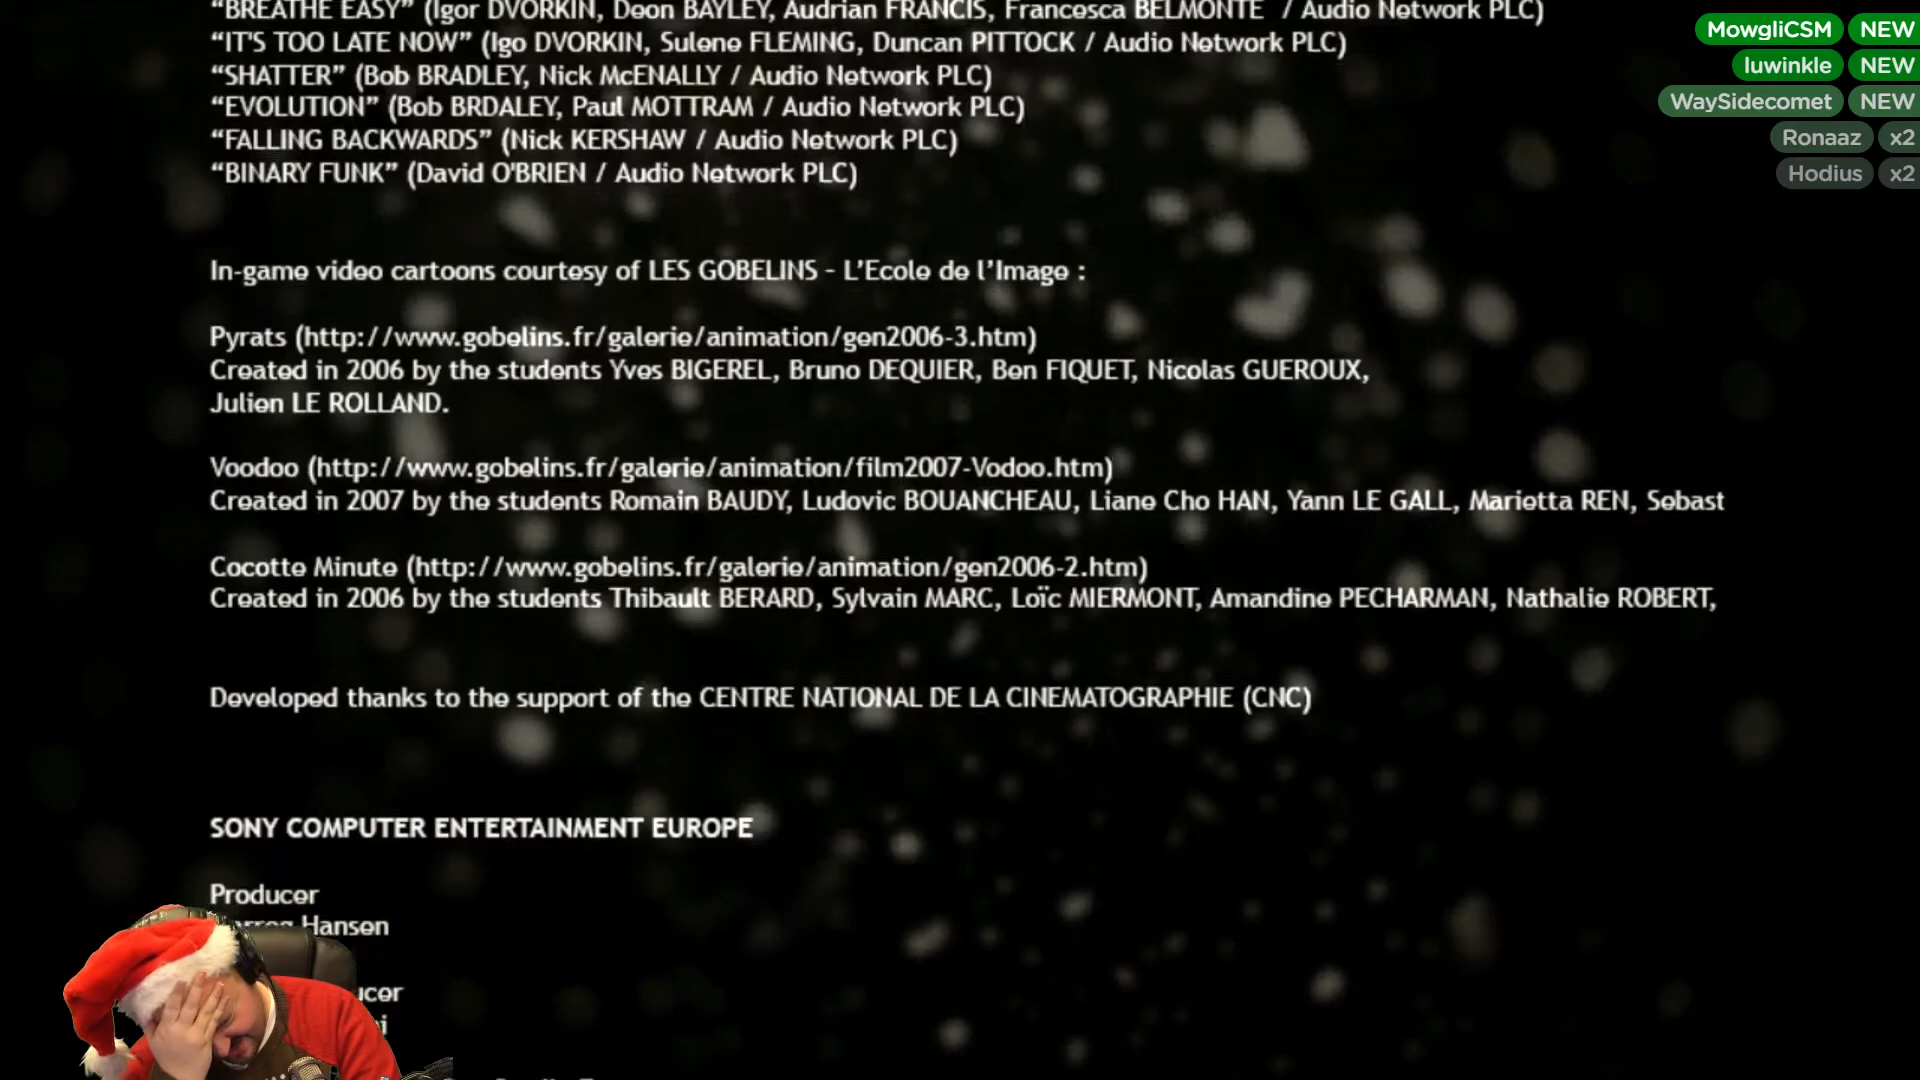 “BREATHE EASY” (Igor DVORKIN, Deon BAYLEY, Audrian FRANCIS, Francesca BELMONTE / Audio Network PLC)
“IT'S TOO LATE NOW” (Igo DVORKIN, Sulene FLEMING, Duncan PITTOCK / Audio Network PLC)
“SHATTER” (Bob BRADLEY, Nick McENALLY / Audio Network PLC)
“EVOLUTION” (Bob BRDALEY, Paul MOTTRAM / Audio Network PLC)
“FALLING BACKWARDS” (Nick KERSHAW / Audio Network PLC)
“BINARY FUNK” (David O'BRIEN / Audio Network PLC)
MowgliCSM NEW
luwinkle NEW
WaySidecomet NEW
Ronaaz x2
Hodius x2
In-game video cartoons courtesy of LES GOBELINS - L’Ecole de l’Image :
Pyrats (http://www.gobelins.fr/galerie/animation/gen2006-3.htm)
Created in 2006 by the students Yves BIGEREL, Bruno DEQUIER, Ben FIQUET, Nicolas GUEROUX,
Julien LE ROLLAND.
Voodoo (http://www.gobelins.fr/galerie/animation/film2007-Vodoo.htm)
Created in 2007 by the students Romain BAUDY, Ludovic BOUANCHEAU, Liane Cho HAN, Yann LE GALL, Marietta REN, Sebast
Cocotte Minute (http://www.gobelins.fr/galerie/animation/gen2006-2.htm)
Created in 2006 by the students Thibault BERARD, Sylvain MARC, Loïc MIERMONT, Amandine PECHARMAN, Nathalie ROBERT,
Developed thanks to the support of the CENTRE NATIONAL DE LA CINEMATOGRAPHIE (CNC)
SONY COMPUTER ENTERTAINMENT EUROPE
Producer
Hansen